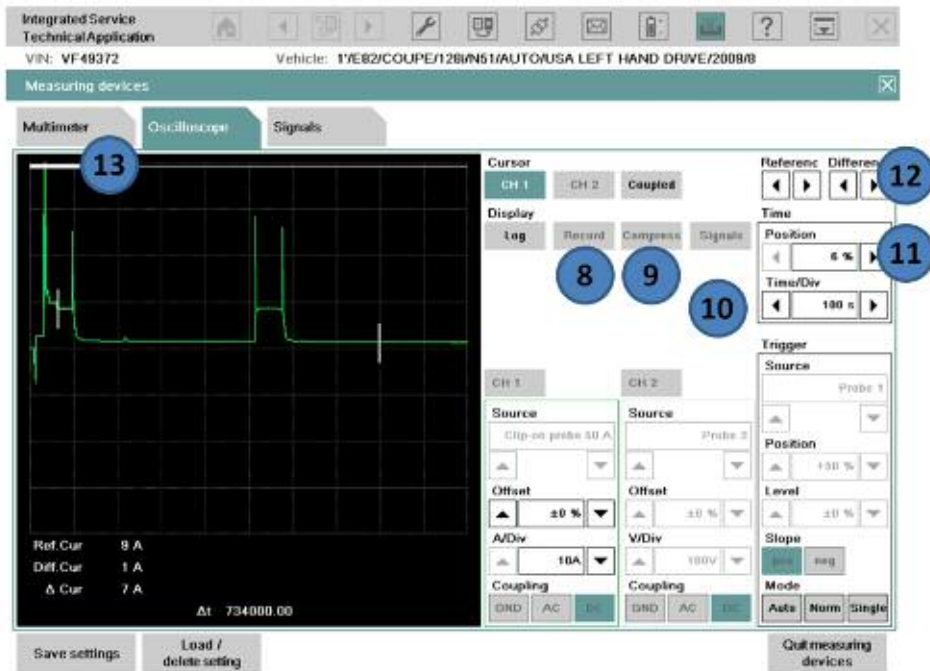 Integrated Service
Technical Application
VIN: VF49372
Vehicle: 1'/E82/COUPE/128i/N51/AUTO/USA LEFT HAND DRIVE/2009/8
Measuring devices
Multimeter
Oscilloscope
Signals
13
Cursor
CH 1
CH 2
Coupled
Referenc
Differen
12
Display
Log
Record
Compress
Signals
8
9
10
Time
Position
6 %
11
Time/Div
100 s
Trigger
Source
Probe 1
Position
+50 %
Level
±0 %
Slope
pos
neg
Mode
Auto
Norm
Single
CH 1
Source
Clip-on probe 50 A
Offset
±0 %
A/Div
10A
Coupling
GND
AC
DC
CH 2
Source
Probe 2
Offset
±0 %
V/Div
100V
Coupling
GND
AC
DC
Ref.Cur 9 A
Diff.Cur 1 A
Δ Cur 7 A
Δt 734000.00
Save settings
Load /
delete setting
Quit measuring
devices